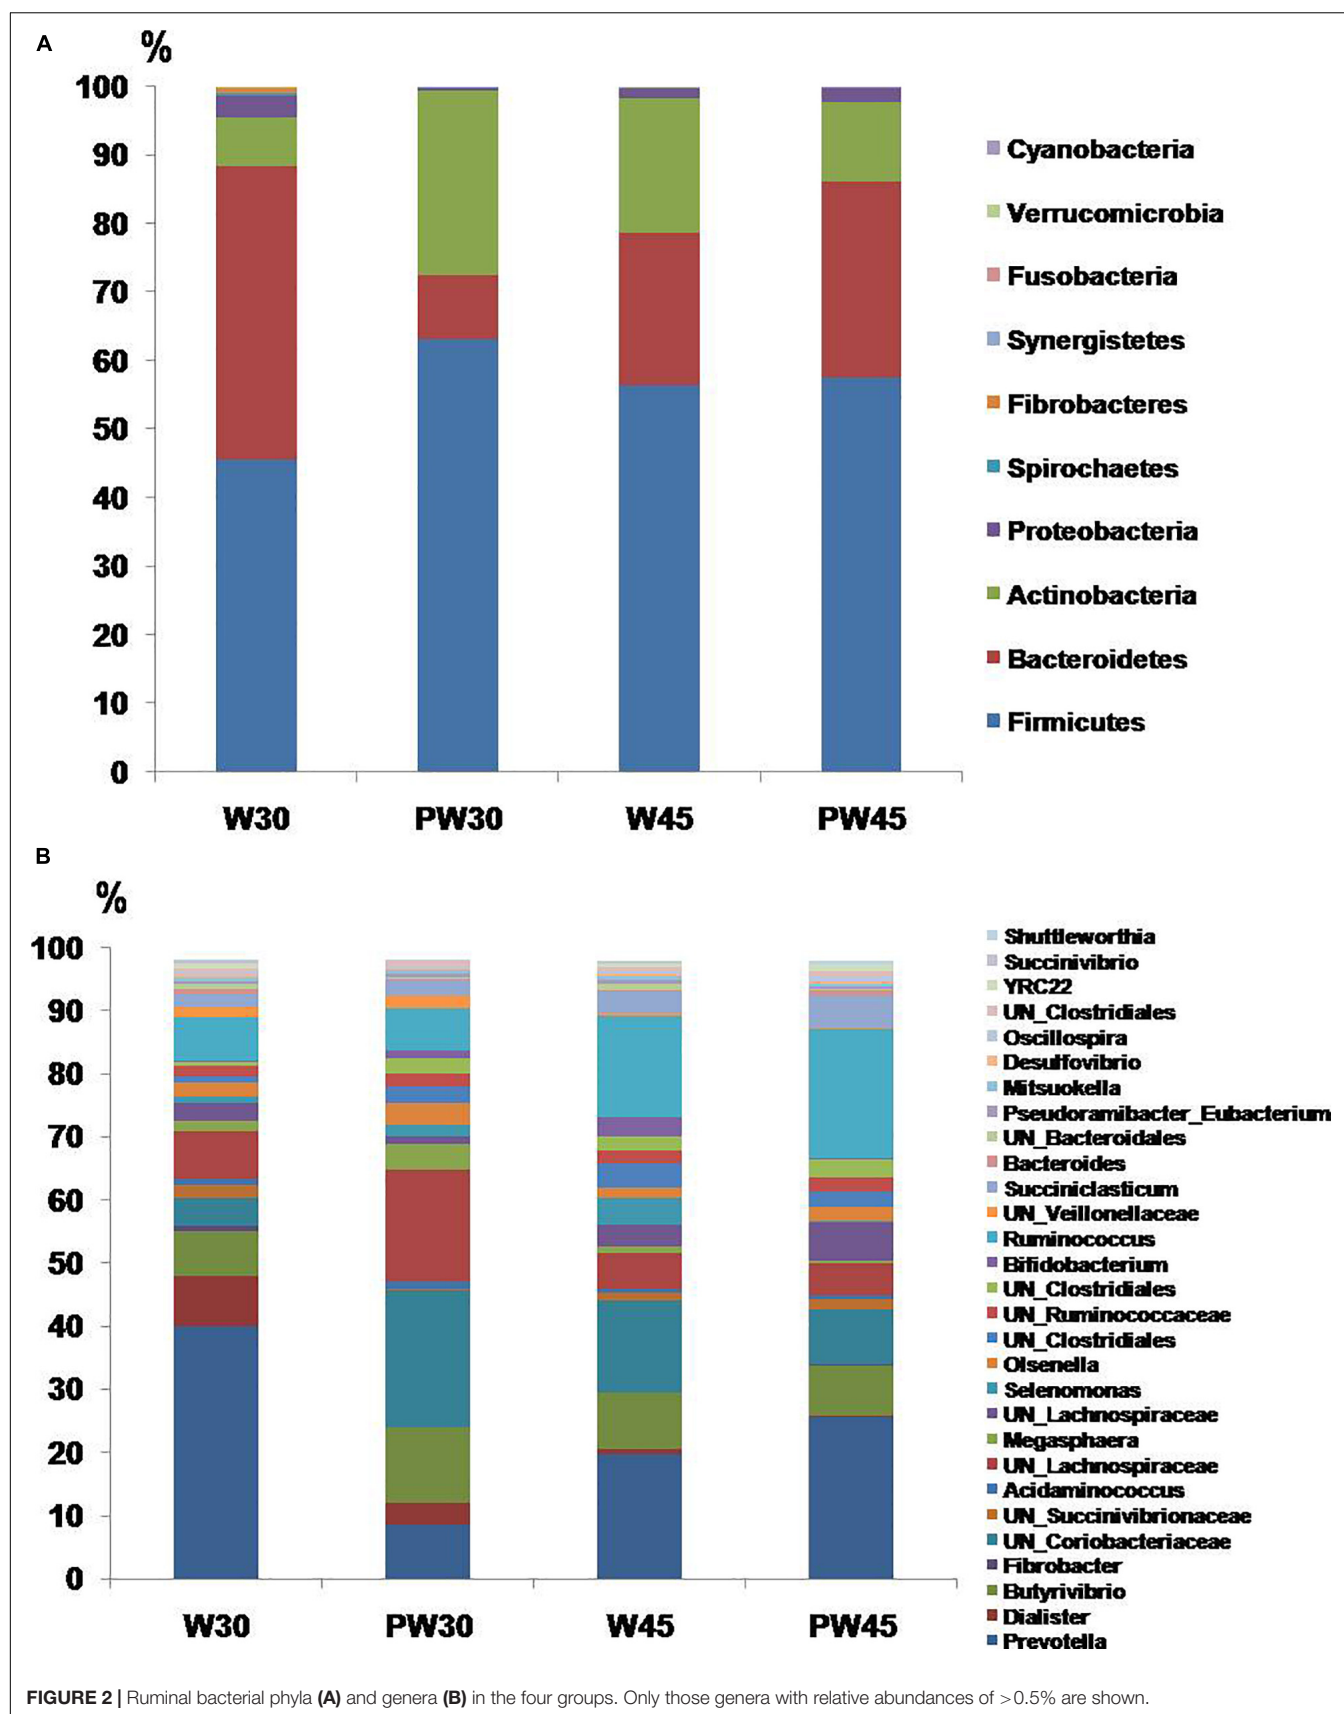 A
%
100
90
80
70
60
50
40
30
20
10
0
W30 PW30 W45 PW45
Cyanobacteria
Verrucomicrobia
Fusobacteria
Synergistetes
Fibrobacteres
Spirochaetes
Proteobacteria
Actinobacteria
Bacteroidetes
Firmicutes
B
%
100
90
80
70
60
50
40
30
20
10
0
W30 PW30 W45 PW45
Shuttleworthia
Succinivibrio
YRC22
UN_Clostridiales
Oscillospira
Desulfovibrio
Mitsuokella
Pseudoramibacter_Eubacterium
UN_Bacteroidales
Bacteroides
Succiniclasticum
UN_Veillonellaceae
Ruminococcus
Bifidobacterium
UN_Clostridiales
UN_Ruminococcaceae
UN_Clostridiales
Olsenella
Selenomonas
UN_Lachnospiraceae
Megasphaera
UN_Lachnospiraceae
Acidaminococcus
UN_Succinivibrionaceae
UN_Coriobacteriaceae
Fibrobacter
Butyrivibrio
Dialister
Prevotella
FIGURE 2 | Ruminal bacterial phyla (A) and genera (B) in the four groups. Only those genera with relative abundances of >0.5% are shown.